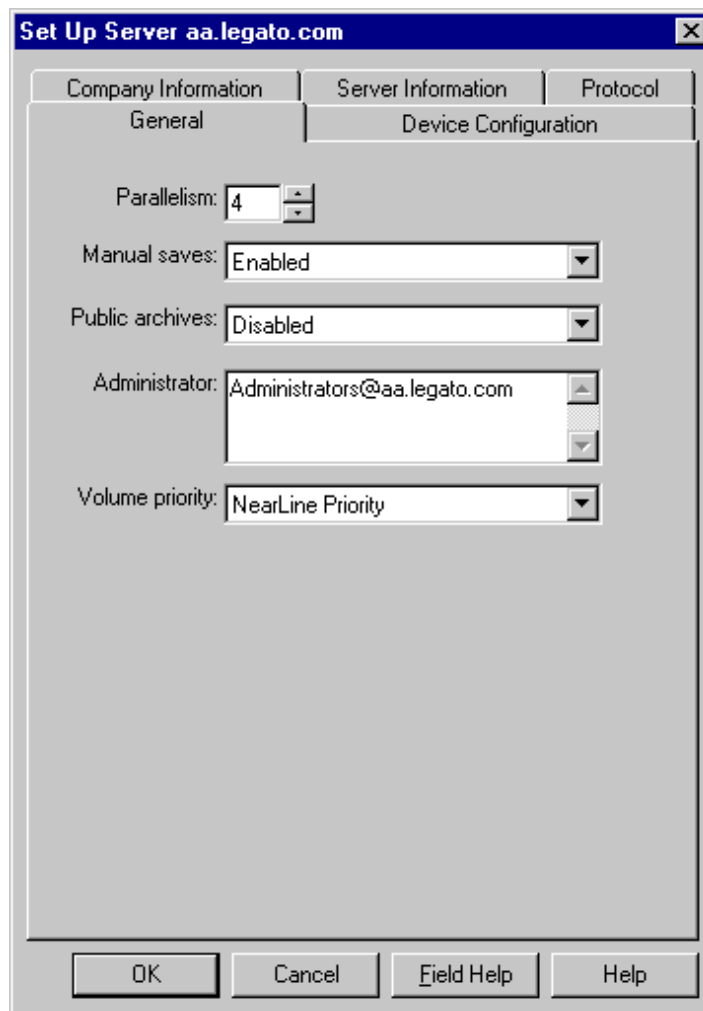 Set Up Server aa.legato.com
Company Information Server Information Protocol
General Device Configuration
Parallelism: 4
Manual saves: Enabled
Public archives: Disabled
Administrator: Administrators@aa.legato.com
Volume priority: NearLine Priority
OK Cancel Field Help Help